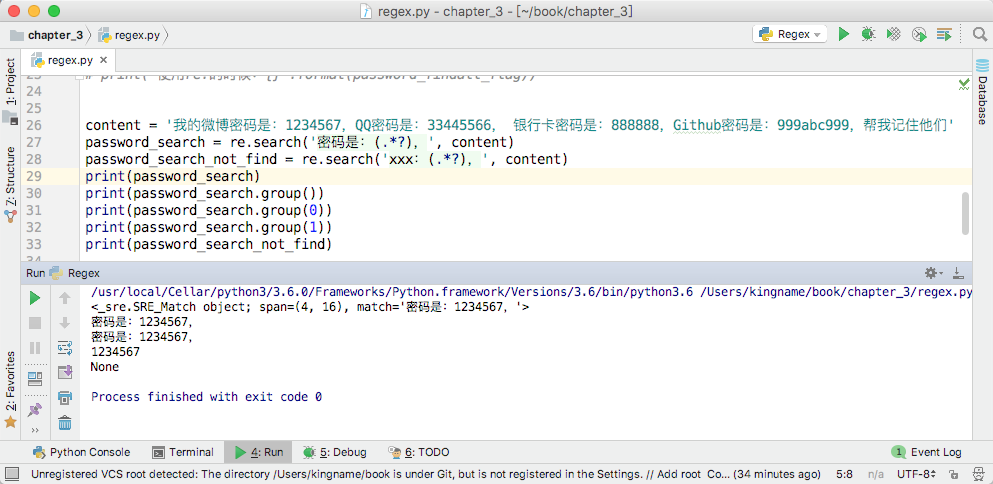 regex.py - chapter_3 - [~/book/chapter_3]
chapter_3 regex.py Regex
regex.py
1: Project
Database
24
25
26 content = '我的微博密码是：1234567，QQ密码是：33445566， 银行卡密码是：888888，Github密码是：999abc999，帮我记住他们'
27 password_search = re.search('密码是：(.*?)，', content)
28 password_search_not_find = re.search('xxx：(.*?)，', content)
29 print(password_search)
30 print(password_search.group())
31 print(password_search.group(0))
32 print(password_search.group(1))
33 print(password_search_not_find)
7: Structure
Run Regex
/usr/local/Cellar/python3/3.6.0/Frameworks/Python.framework/Versions/3.6/bin/python3.6 /Users/kingname/book/chapter_3/regex.py
<_sre.SRE_Match object; span=(4, 16), match='密码是：1234567，'>
密码是：1234567，
密码是：1234567，
1234567
None
Process finished with exit code 0
2: Favorites
Python Console Terminal 4: Run 5: Debug 6: TODO 1 Event Log
Unregistered VCS root detected: The directory /Users/kingname/book is under Git, but is not registered in the Settings. // Add root Co... (34 minutes ago) 5:8 n/a UTF-8